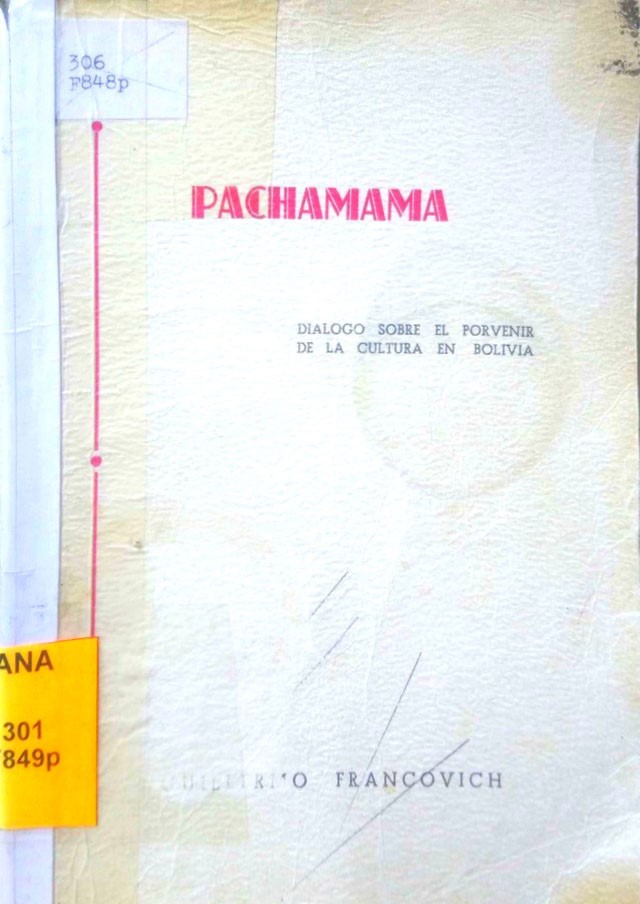 306
F848p
PACHAMAMA
DIALOGO SOBRE EL PORVENIR
DE LA CULTURA EN BOLIVIA
ANA
301
849p
FRANCOVICH